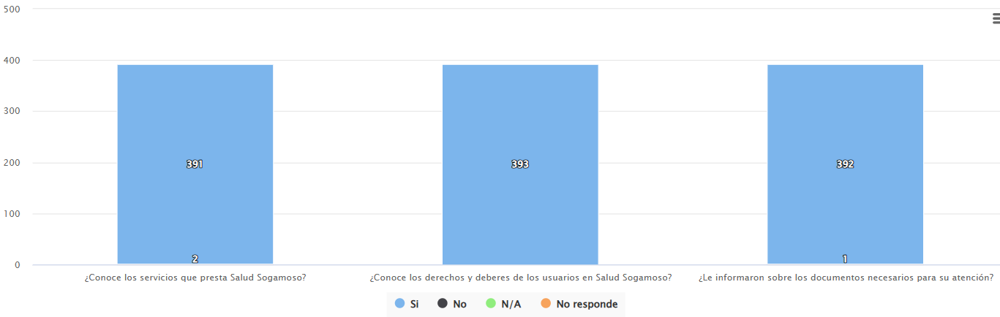 500
400
300
200
100
0
391
393
392
2
1
¿Conoce los servicios que presta Salud Sogamoso?
¿Conoce los derechos y deberes de los usuarios en Salud Sogamoso?
¿Le informaron sobre los documentos necesarios para su atención?
Si
No
N/A
No responde